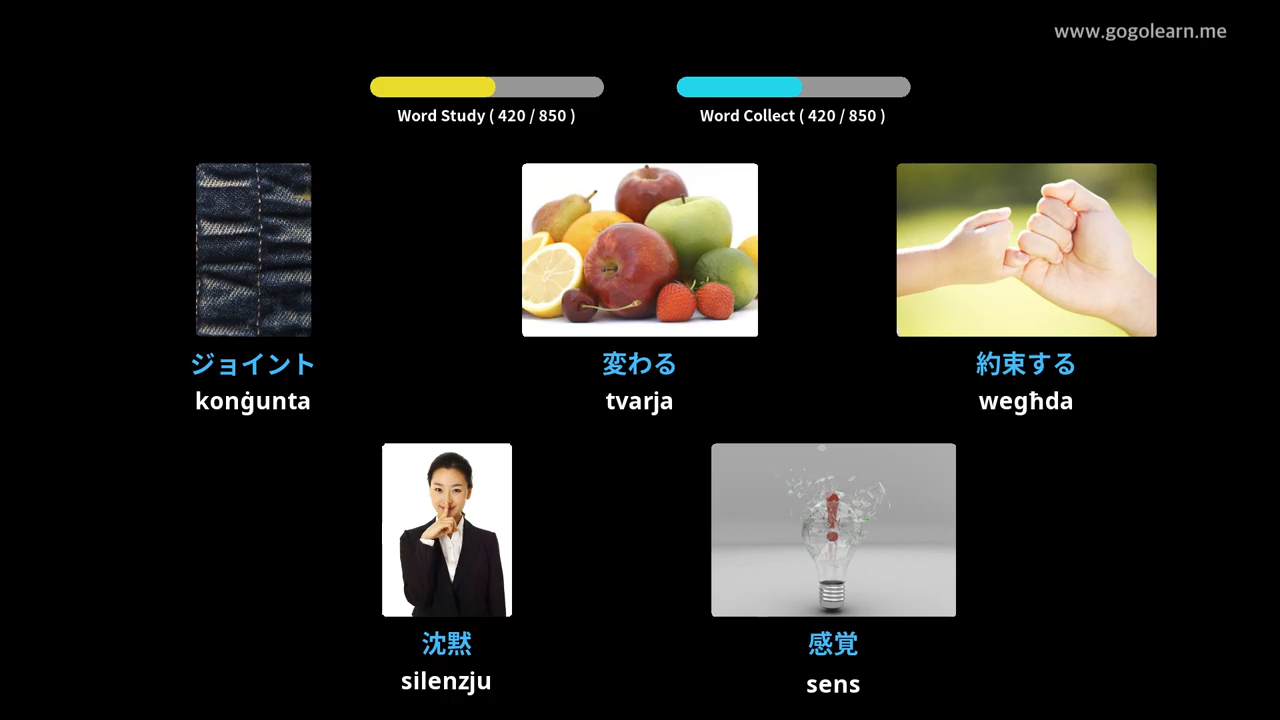 www.gogolearn.me
Word Study ( 420 / 850 )
Word Collect ( 420 / 850 )
ジョイント
konġunta
変わる
tvarja
約束する
wegħda
沈黙
silenzju
感覚
sens